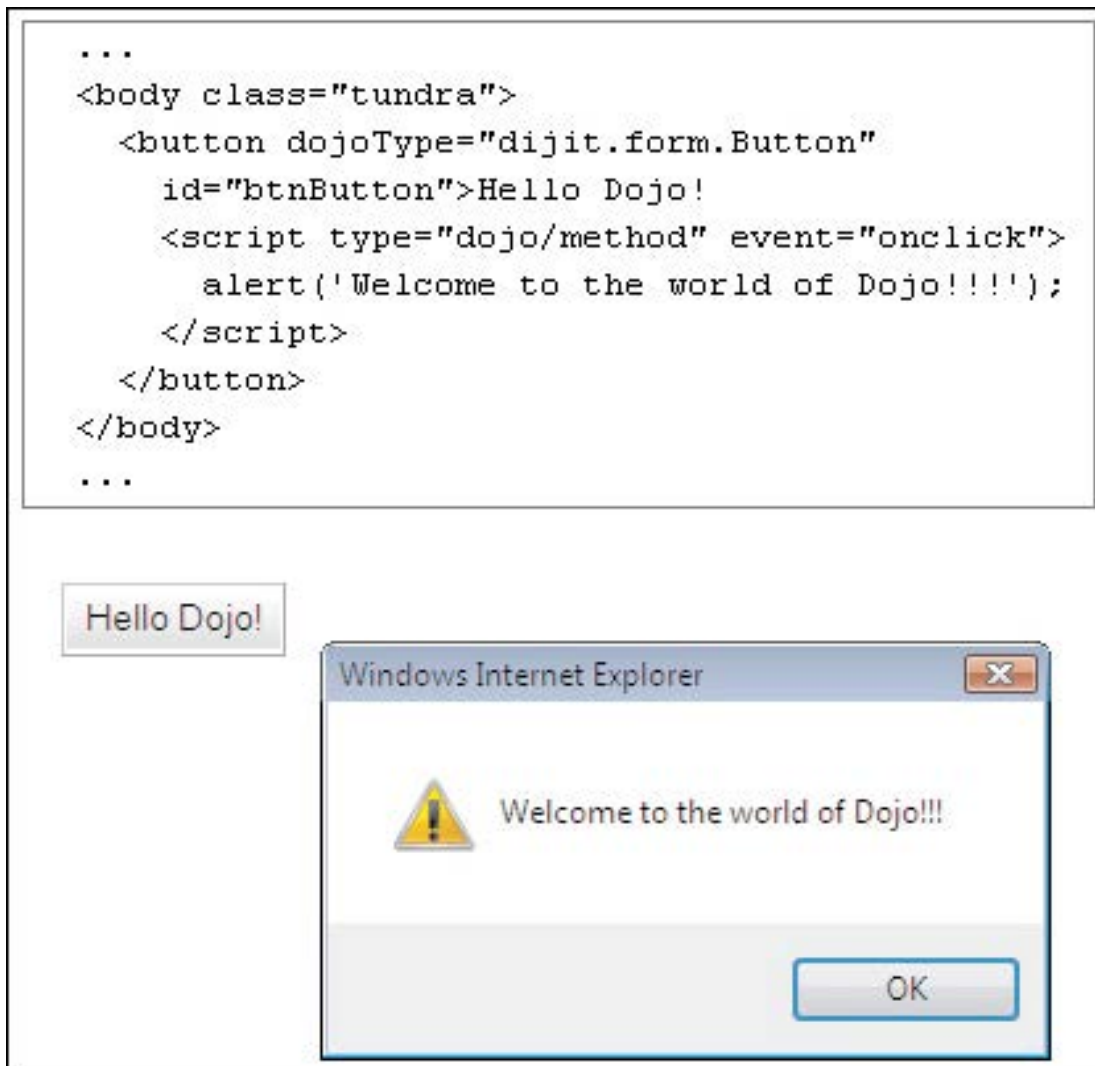 ...
<body class="tundra">
<button dojoType="dijit.form.Button"
id="btnButton">Hello Dojo!
<script type="dojo/method" event="onclick">
alert('Welcome to the world of Dojo!!!!');
</script>
</button>
</body>
...
Hello Dojo!
Windows Internet Explorer
Welcome to the world of Dojo!!!
OK